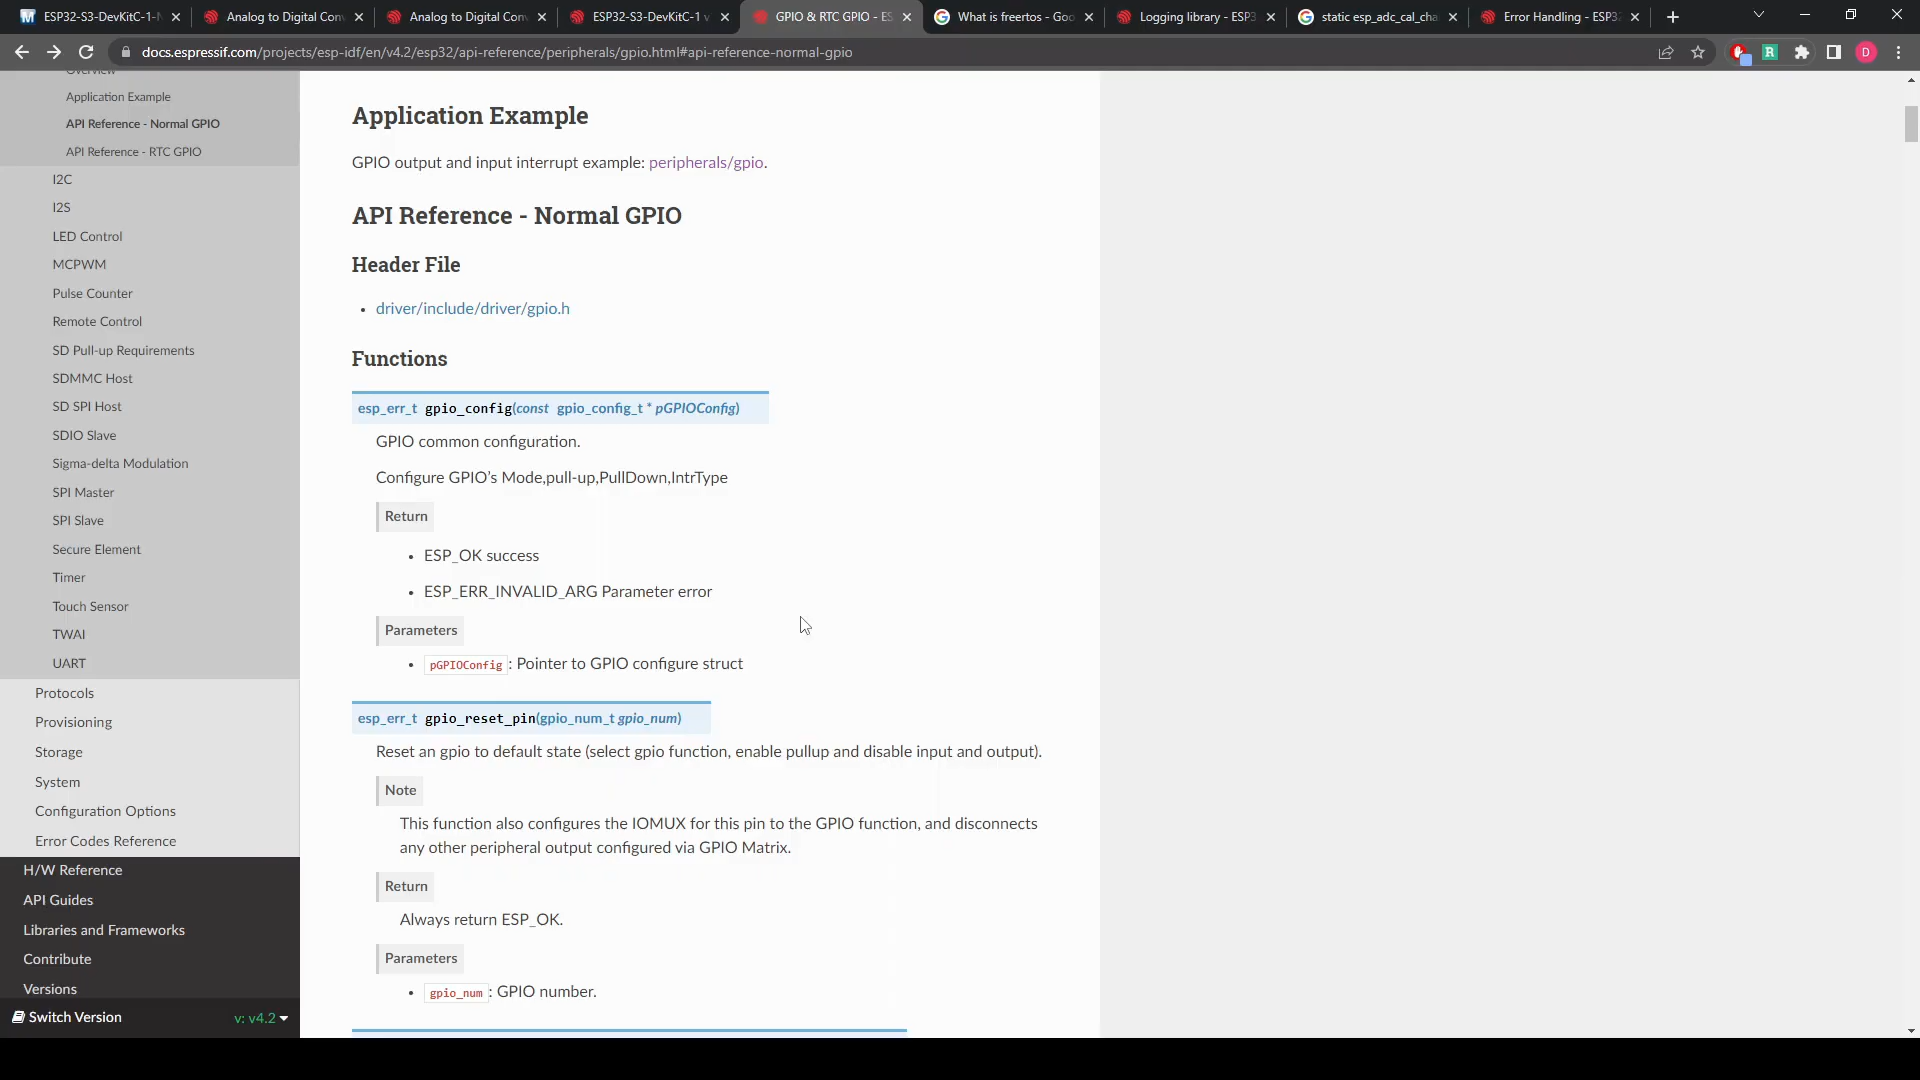 ESP32-S3-DevKitC-1-N
Analog to Digital Con
Analog to Digital Con
ESP32-S3-DevKitC-1 v
GPIO & RTC GPIO - ES
What is freertos - Goo
Logging library - ESP3
static esp_adc_cal_cha
Error Handling - ESP32
docs.espressif.com/projects/esp-idf/en/v4.2/esp32/api-reference/peripherals/gpio.html#api-reference-normal-gpio
R
D
Overview
Application Example
API Reference - Normal GPIO
API Reference - RTC GPIO
I2C
I2S
LED Control
MCPWM
Pulse Counter
Remote Control
SD Pull-up Requirements
SDMMC Host
SD SPI Host
SDIO Slave
Sigma-delta Modulation
SPI Master
SPI Slave
Secure Element
Timer
Touch Sensor
TWAI
UART
Protocols
Provisioning
Storage
System
Configuration Options
Error Codes Reference
H/W Reference
API Guides
Libraries and Frameworks
Contribute
Versions
Switch Version v: v4.2
Application Example
GPIO output and input interrupt example: peripherals/gpio.
API Reference - Normal GPIO
Header File
• driver/include/driver/gpio.h
Functions
esp_err_t gpio_config(const gpio_config_t * pGPIOConfig)
GPIO common configuration.
Configure GPIO’s Mode,pull-up,PullDown,IntrType
Return
• ESP_OK success
• ESP_ERR_INVALID_ARG Parameter error
Parameters
• pGPIOConfig: Pointer to GPIO configure struct
esp_err_t gpio_reset_pin(gpio_num_t gpio_num)
Reset an gpio to default state (select gpio function, enable pullup and disable input and output).
Note
This function also configures the IOMUX for this pin to the GPIO function, and disconnects
any other peripheral output configured via GPIO Matrix.
Return
Always return ESP_OK.
Parameters
• gpio_num: GPIO number.